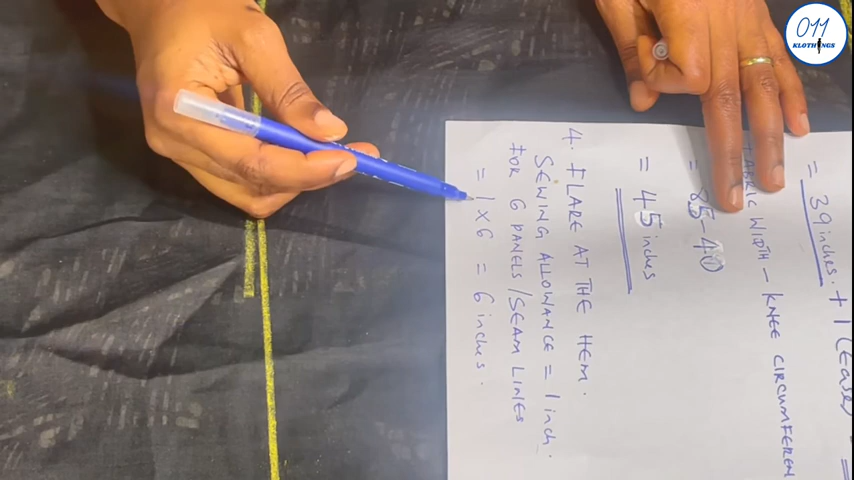 = 39 inches. + 1 (Ease)
FABRIC WIDTH - KNEE CIRCUMFEREN
= 85-40
= 45 inches
4. FLARE AT THE HEM.
SEWING ALLOWANCE = 1 inch.
FOR 6 PANELS/SEAM LINES
= 1 X 6 = 6 inches.
011
KLOTHINGS